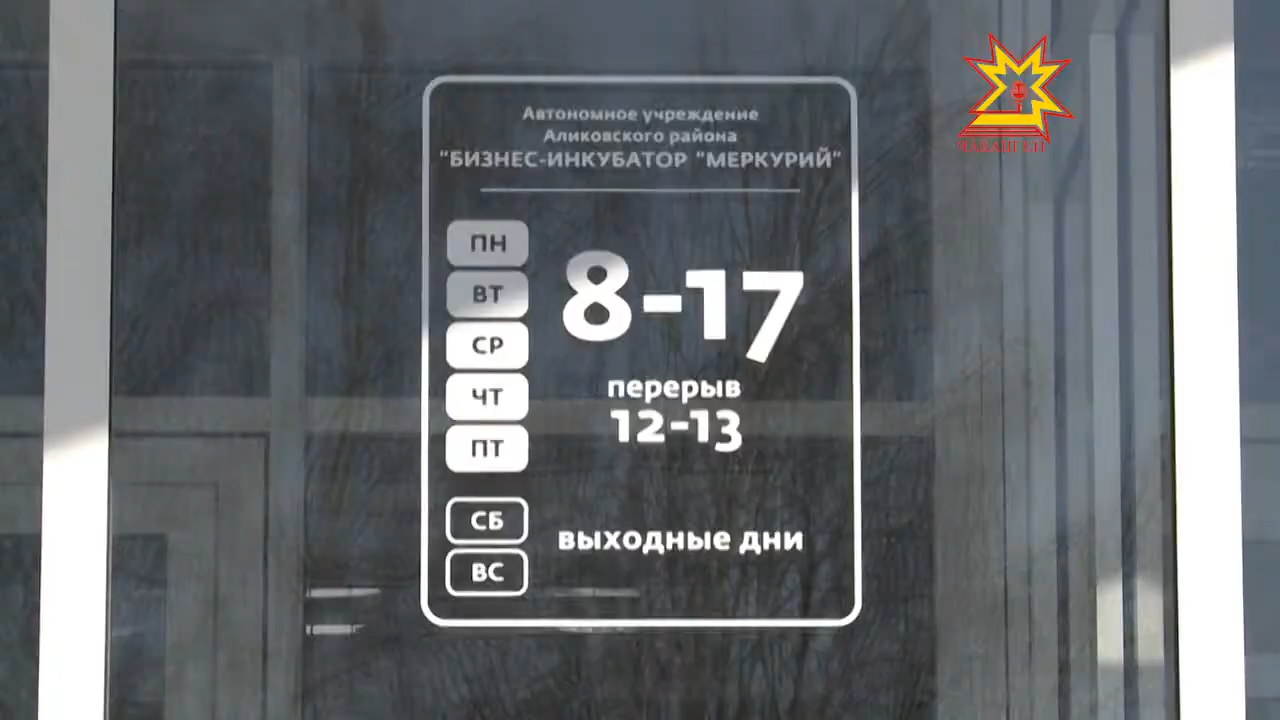 Автономное учреждение
Аликовского района
"БИЗНЕС-ИНКУБАТОР "МЕРКУРИЙ"
ПН
ВТ
СР
ЧТ
ПТ
8-17
перерыв
12-13
СБ
ВС
выходные дни